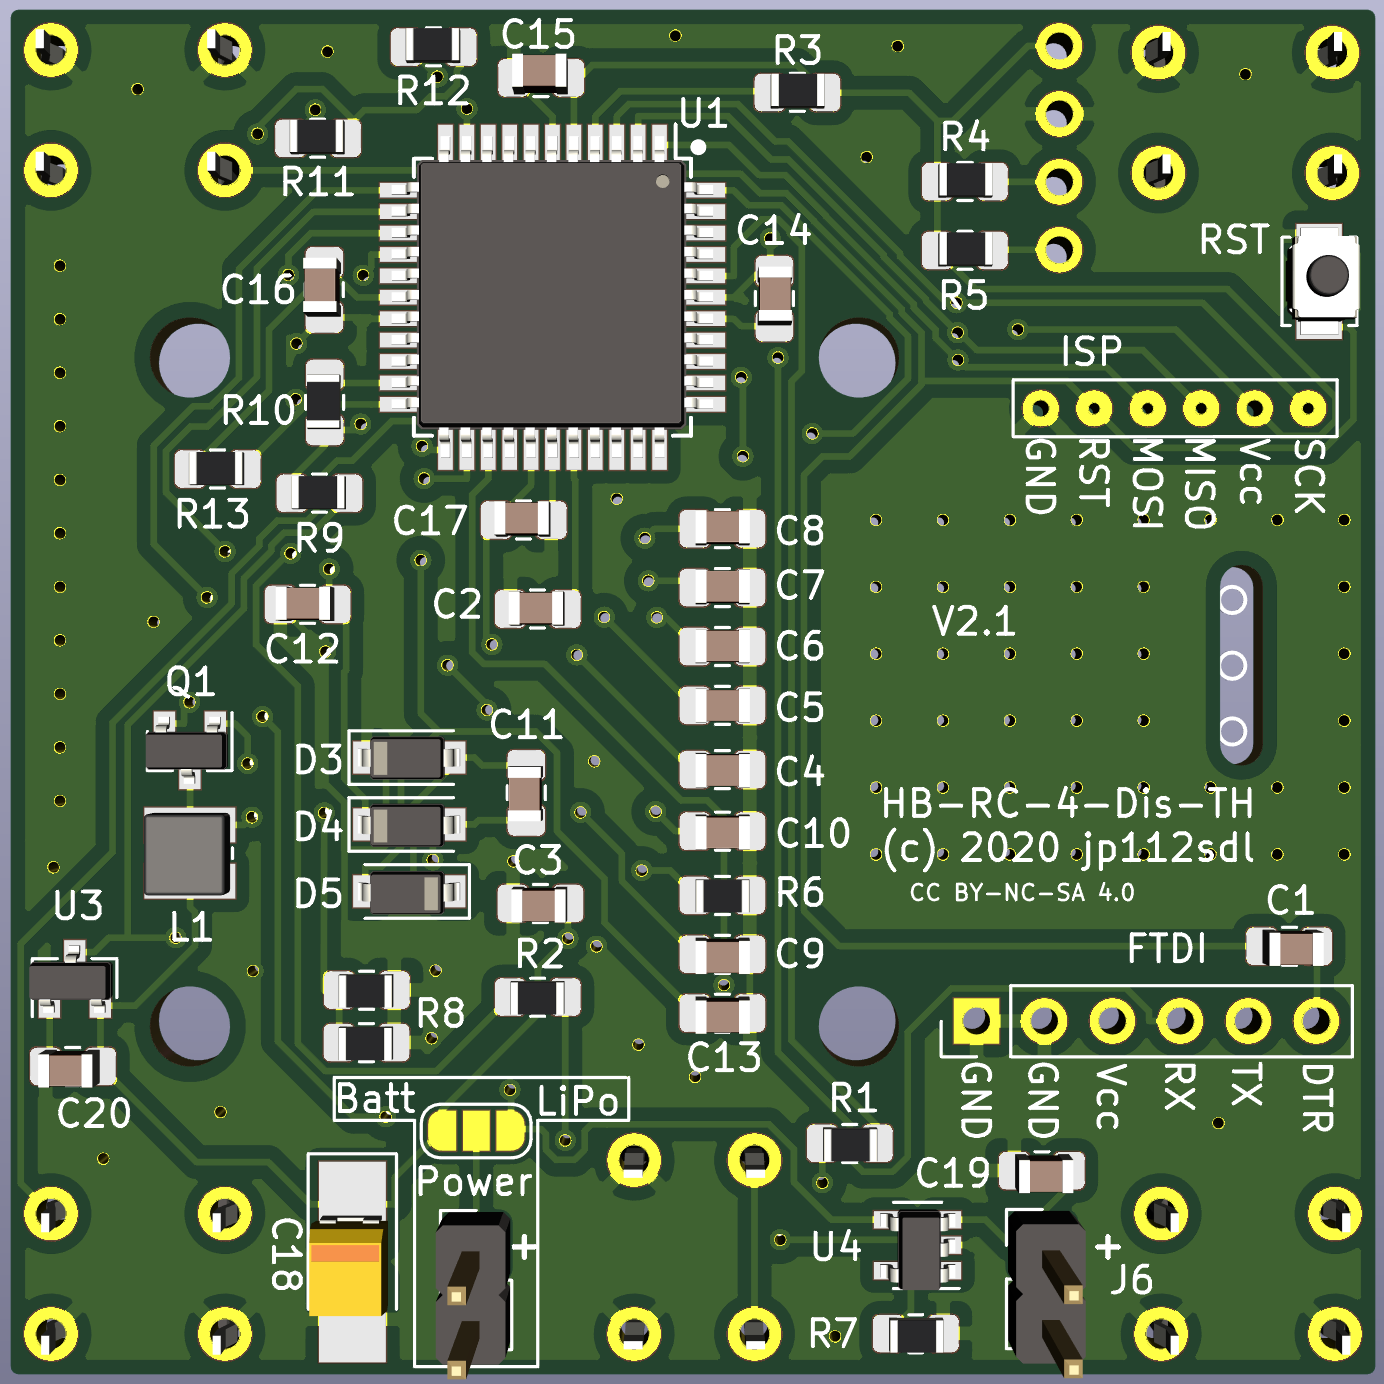 C15
R3
R12
U1
R4
R11
C14
RST
C16
R5
ISP
R10
GND
RST
MOSI
MISO
Vcc
SCK
R13
R9
C17
C8
C7
C2
V2.1
C12
C6
Q1
C5
C11
D3
C4
HB-RC-4-Dis-TH
D4
C10
(c) 2020 jp112sdl
C3
D5
R6
CC BY-NC-SA 4.0
U3
L1
C1
R2
C9
FTDI
R8
C13
GND
GND
Vcc
RX
TX
DTR
C20
Batt
LiPo
R1
Power
C19
C18
+
U4
+
J6
R7